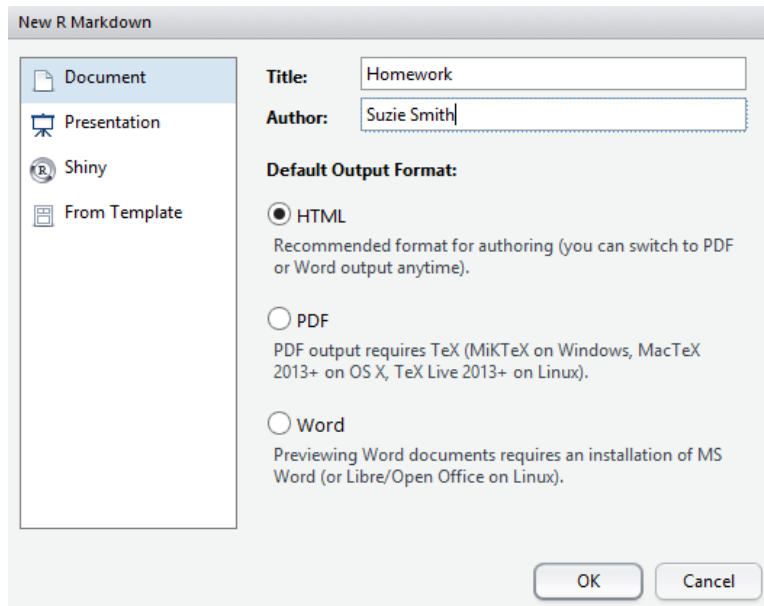 New R Markdown
Document
Presentation
Shiny
From Template
Title: Homework
Author: Suzie Smith
Default Output Format:
HTML
Recommended format for authoring (you can switch to PDF
or Word output anytime).
PDF
PDF output requires TeX (MiKTeX on Windows, MacTeX
2013+ on OS X, TeX Live 2013+ on Linux).
Word
Previewing Word documents requires an installation of MS
Word (or Libre/Open Office on Linux).
OK Cancel